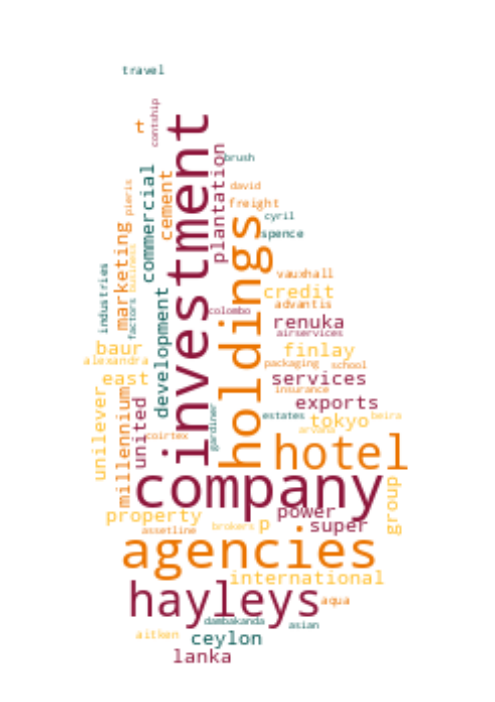 travel
contship
t
investment
brush
plantation
commercial
cement
pieris
david
freight
holdings
cyril
spence
marketing
business
industries
vauxhall
development
credit
factors
advantis
colombo
renuka
airservices
baur
finlay
alexandra
packaging
school
east
services
insurance
unilever
millennium
united
exports
gardiner
estates
tokyo
beira
coirtex
hotel
company
group
power
property
p
.
super
brokers
assetline
agencies
international
hayleys
aqua
dambakanda
asian
aitken
ceylon
lanka